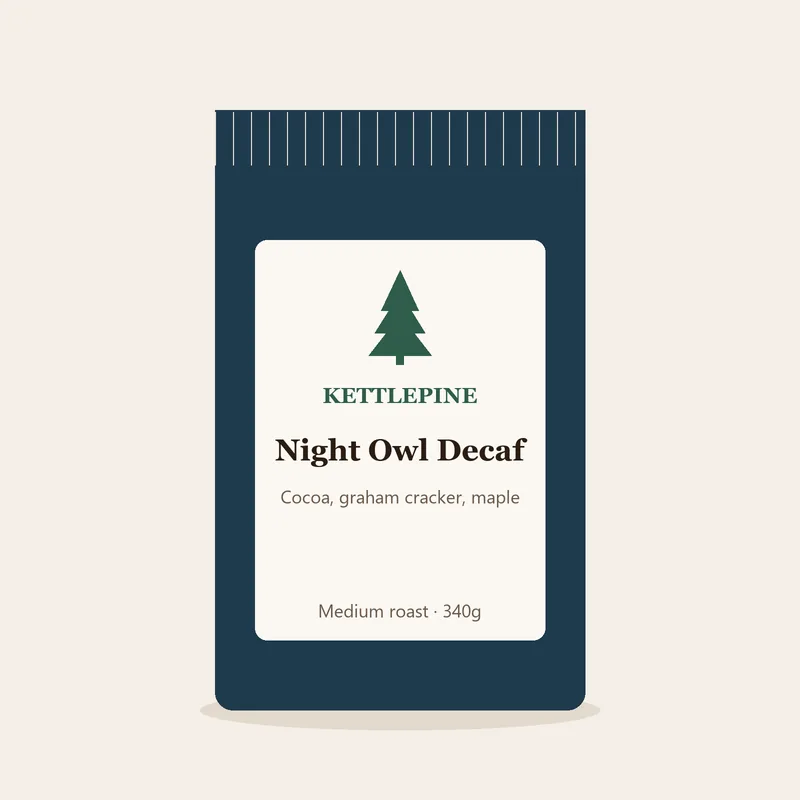 KETTLEPINE
Night Owl Decaf
Cocoa, graham cracker, maple
Medium roast · 340g